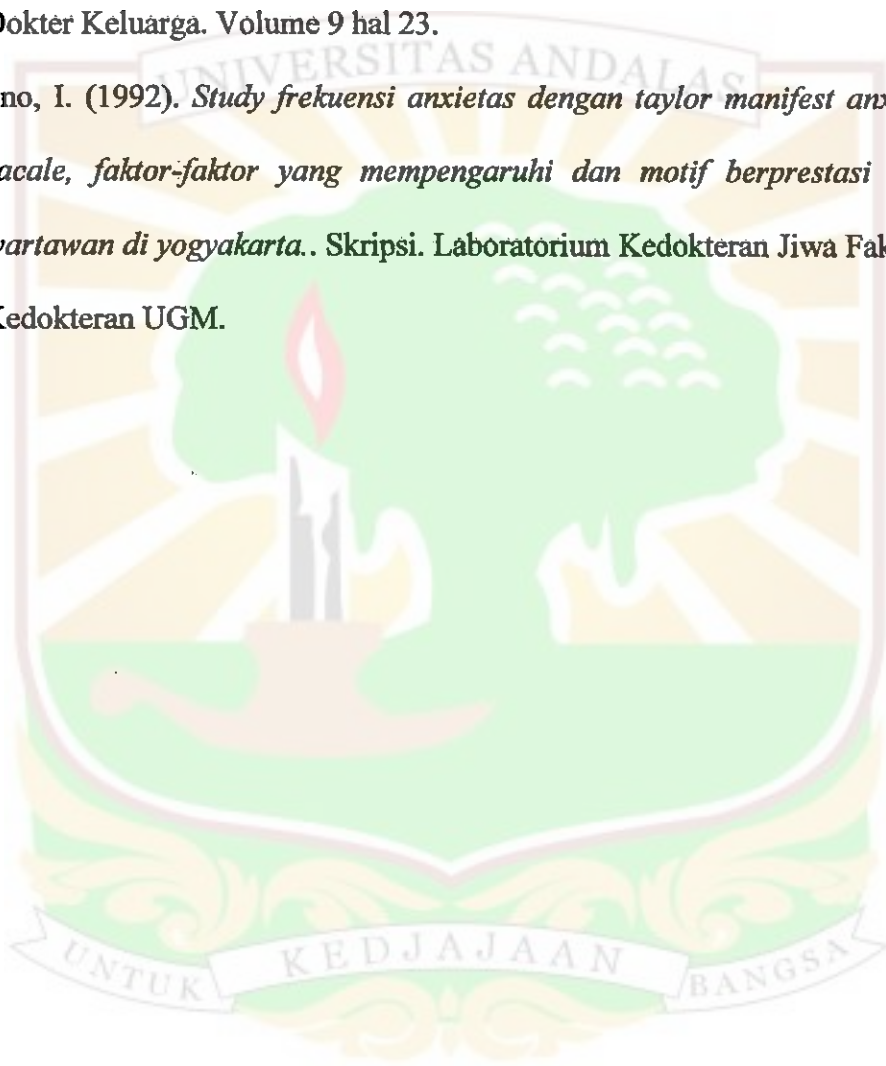 Dokter Keluarga. Volume 9 hal 23.
UNIVERSITAS ANDALAS
no, I. (1992). Study frekuensi anxietas dengan taylor manifest anx
acale, faktor-faktor yang mempengaruhi dan motif berprestasi
wartawan di yogyakarta.. Skripsi. Laboratorium Kedokteran Jiwa Fak
Kedokteran UGM.
UNTUK KEDJAJAAN BANGSA